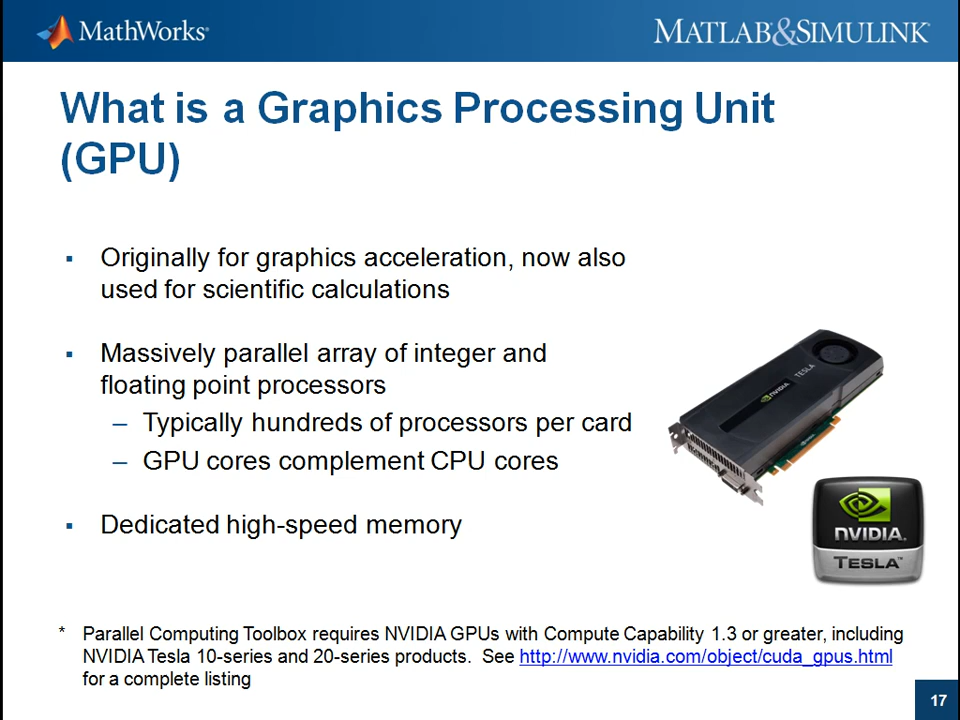 MathWorks®
MATLAB&SIMULINK®
What is a Graphics Processing Unit
(GPU)
▪ Originally for graphics acceleration, now also
used for scientific calculations
▪ Massively parallel array of integer and
floating point processors
– Typically hundreds of processors per card
– GPU cores complement CPU cores
▪ Dedicated high-speed memory
NVIDIA TESLA
NVIDIA.
TESLA™
* Parallel Computing Toolbox requires NVIDIA GPUs with Compute Capability 1.3 or greater, including
NVIDIA Tesla 10-series and 20-series products. See http://www.nvidia.com/object/cuda_gpus.html
for a complete listing
17